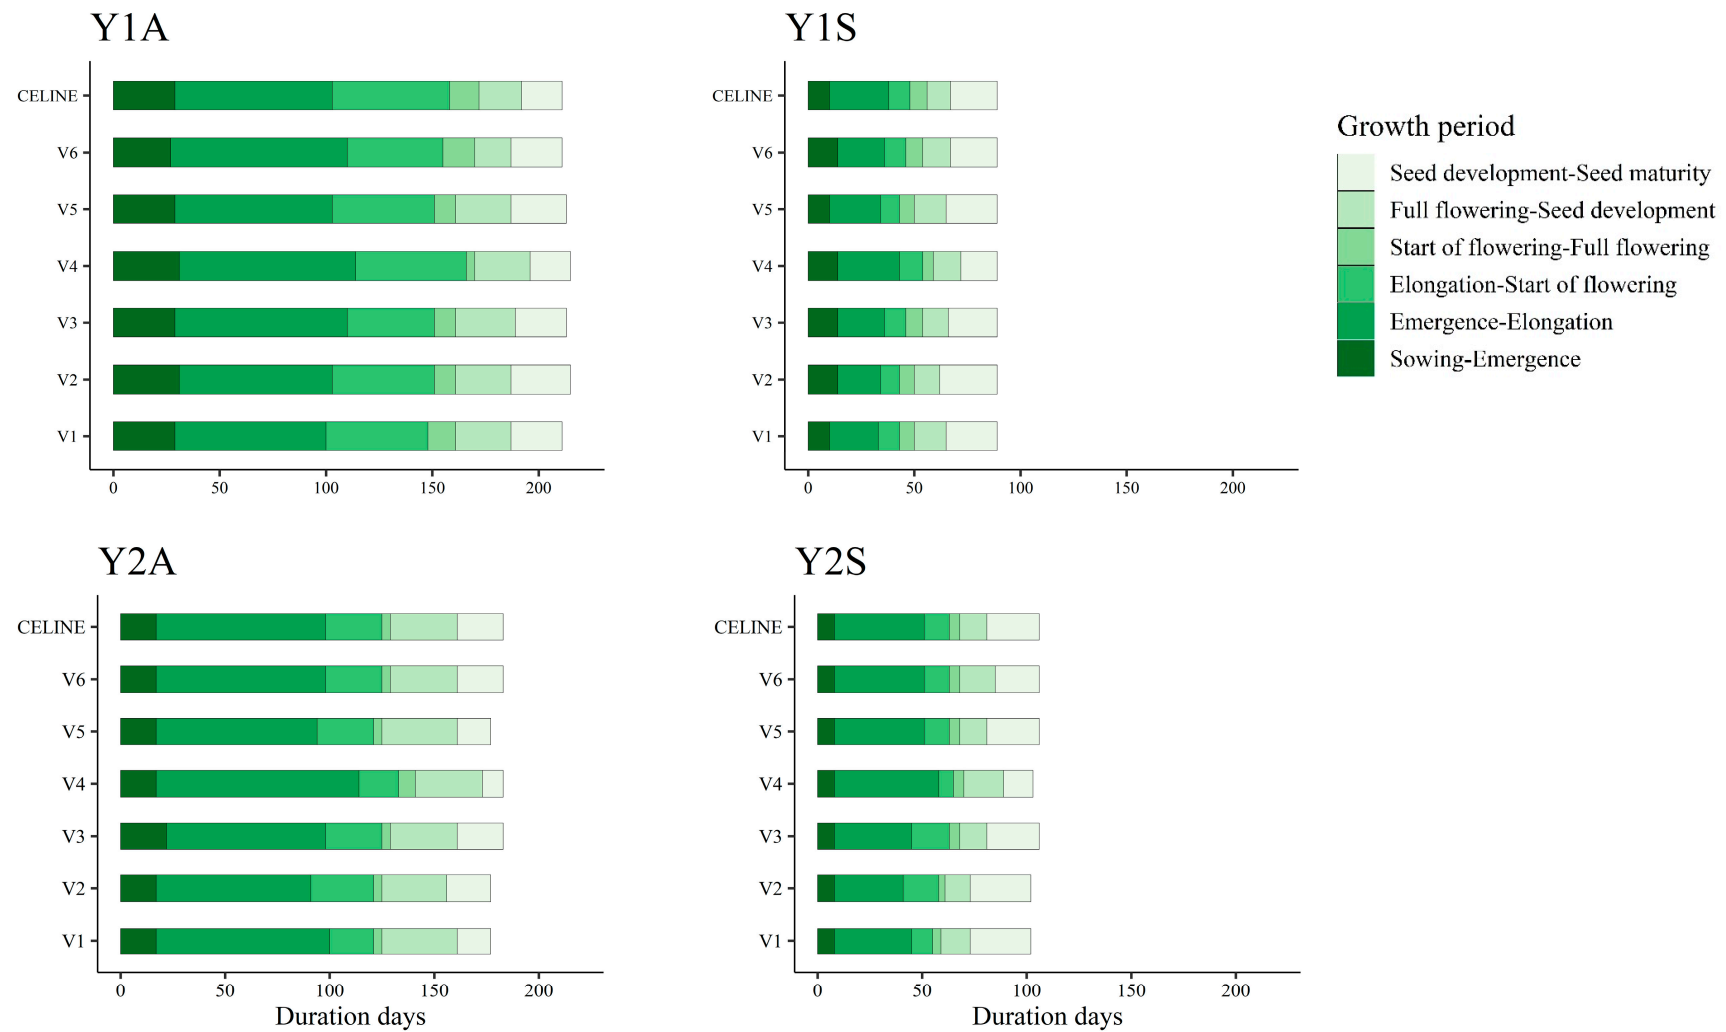 Y1A
CELINE
V6
V5
V4
V3
V2
V1
0 50 100 150 200
Y1S
CELINE
V6
V5
V4
V3
V2
V1
0 50 100 150 200
Growth period
Seed development-Seed maturity
Full flowering-Seed development
Start of flowering-Full flowering
Elongation-Start of flowering
Emergence-Elongation
Sowing-Emergence
Y2A
CELINE
V6
V5
V4
V3
V2
V1
0 50 100 150 200
Duration days
Y2S
CELINE
V6
V5
V4
V3
V2
V1
0 50 100 150 200
Duration days